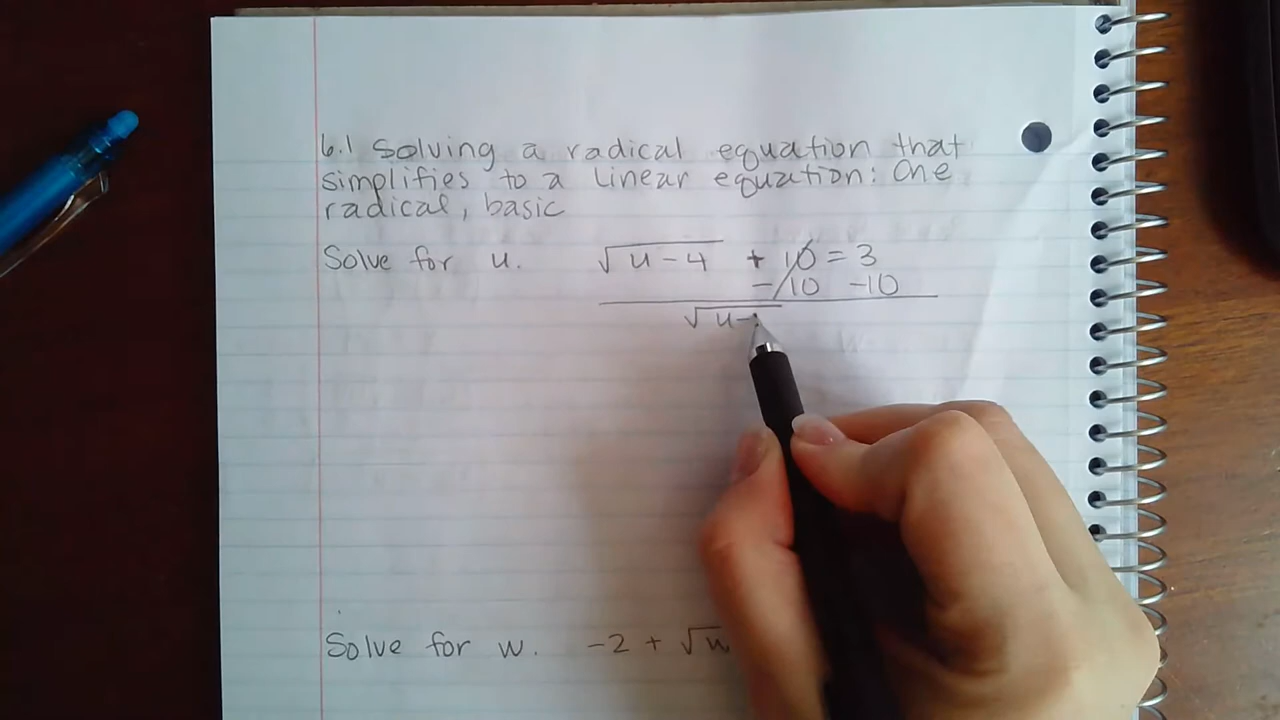 6.1 Solving a radical equation that
simplifies to a linear equation: One
radical, basic
Solve for u. √u-4 + 10 = 3
-10 -10
√u-
Solve for w. -2 + √w